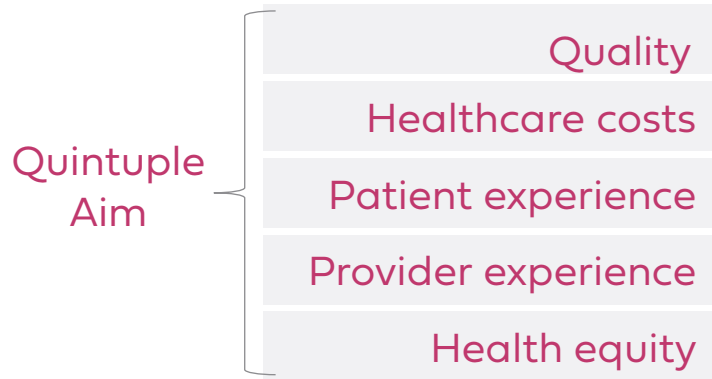 Quintuple
Aim
Quality
Healthcare costs
Patient experience
Provider experience
Health equity